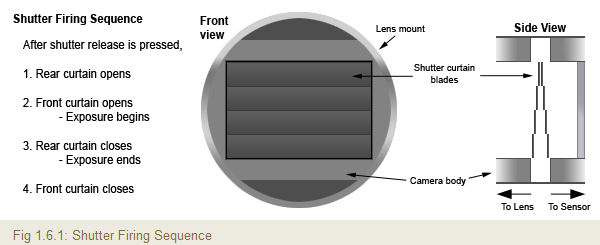 Shutter Firing Sequence
After shutter release is pressed,
1. Rear curtain opens
2. Front curtain opens
- Exposure begins
3. Rear curtain closes
- Exposure ends
4. Front curtain closes
Front
view
Lens mount
Shutter curtain
blades
Camera body
Side View
To Lens
To Sensor
Fig 1.6.1: Shutter Firing Sequence